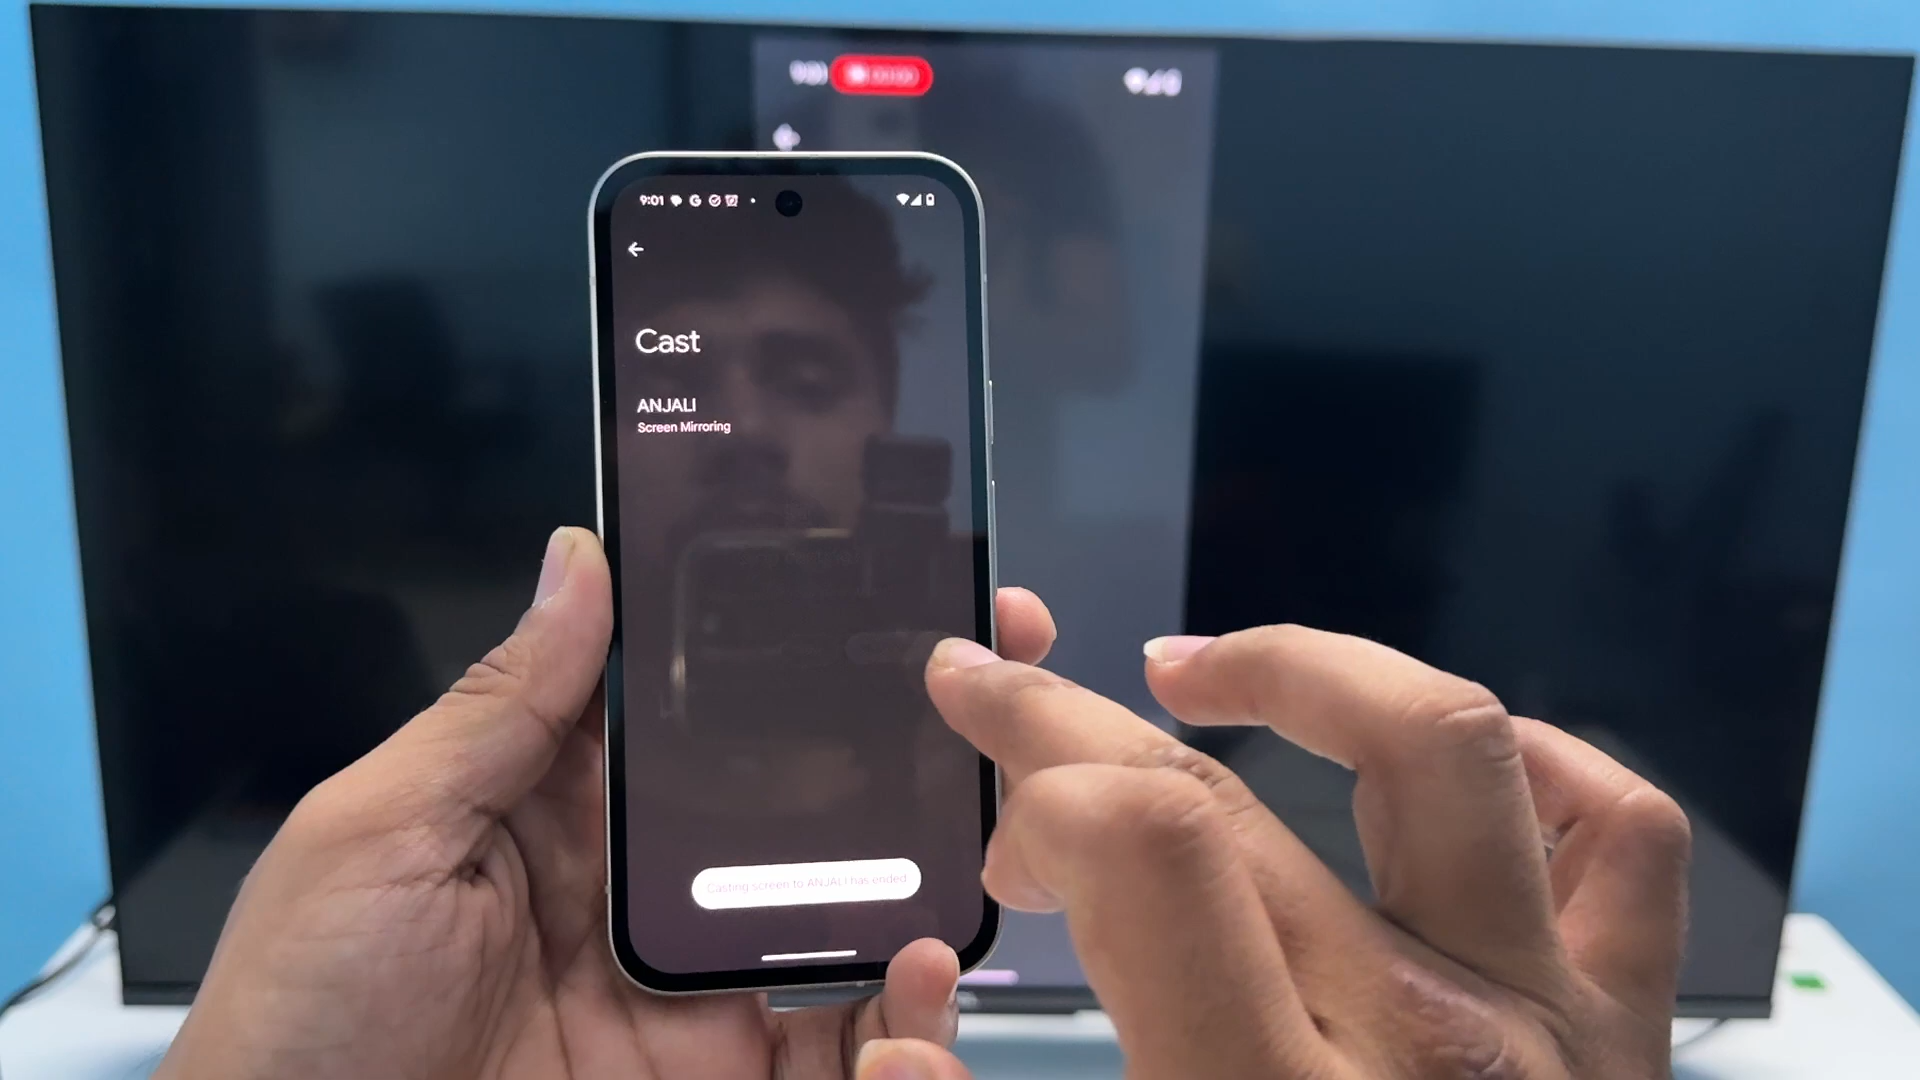 9:01
Cast
ANJALI
Screen Mirroring
Casting screen to ANJALI has ended